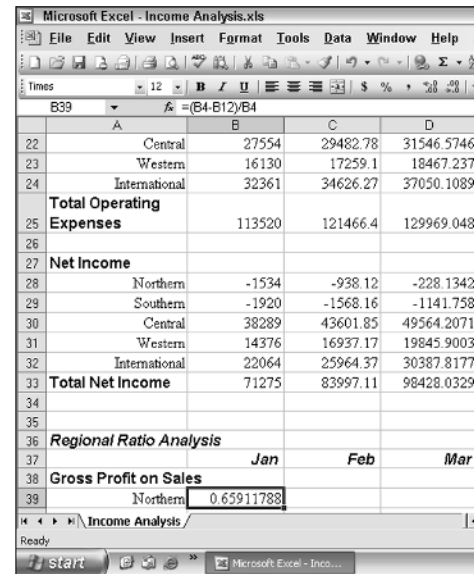 Microsoft Excel - Income Analysis.xls
File Edit View Insert Format Tools Data Window Help
Times 12 B I U $ % ,
B39 fx =(B4-B12)/B4
A B C D
22 Central 27554 29482.78 31546.5746
23 Western 16130 17259.1 18467.237
24 International 32361 34626.27 37050.1089
Total Operating
25 Expenses 113520 121466.4 129969.048
26
27 Net Income
28 Northern -1534 -938.12 -228.1342
29 Southern -1920 -1568.16 -1141.758
30 Central 38289 43601.85 49564.2071
31 Western 14376 16937.17 19845.9003
32 International 22064 25964.37 30387.8177
33 Total Net Income 71275 83997.11 98428.0329
34
35
36 Regional Ratio Analysis
37 Jan Feb Mar
38 Gross Profit on Sales
39 Northern 0.65911788
Income Analysis
Ready
start Microsoft Excel - Inco...